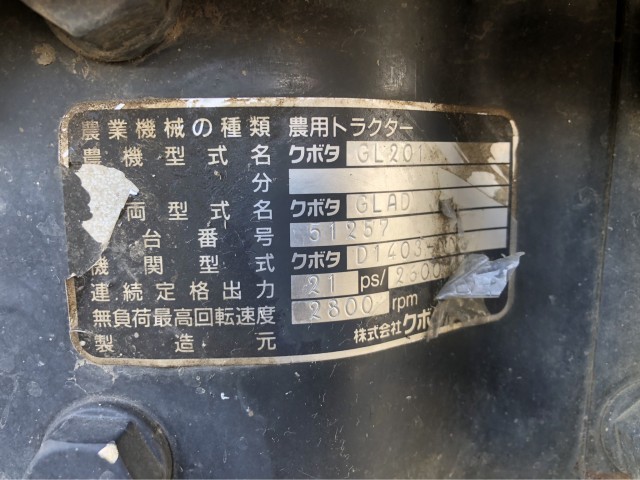 農業機械の種類 農用トラクター
農機型式名 クボタ GL201
分
両型式名 クボタ GLAD
台番号 51257
機関型式 クボタ D1403-
連続定格出力 21 ps/2600
無負荷最高回転速度 2800 rpm
製造元 株式会社クボ